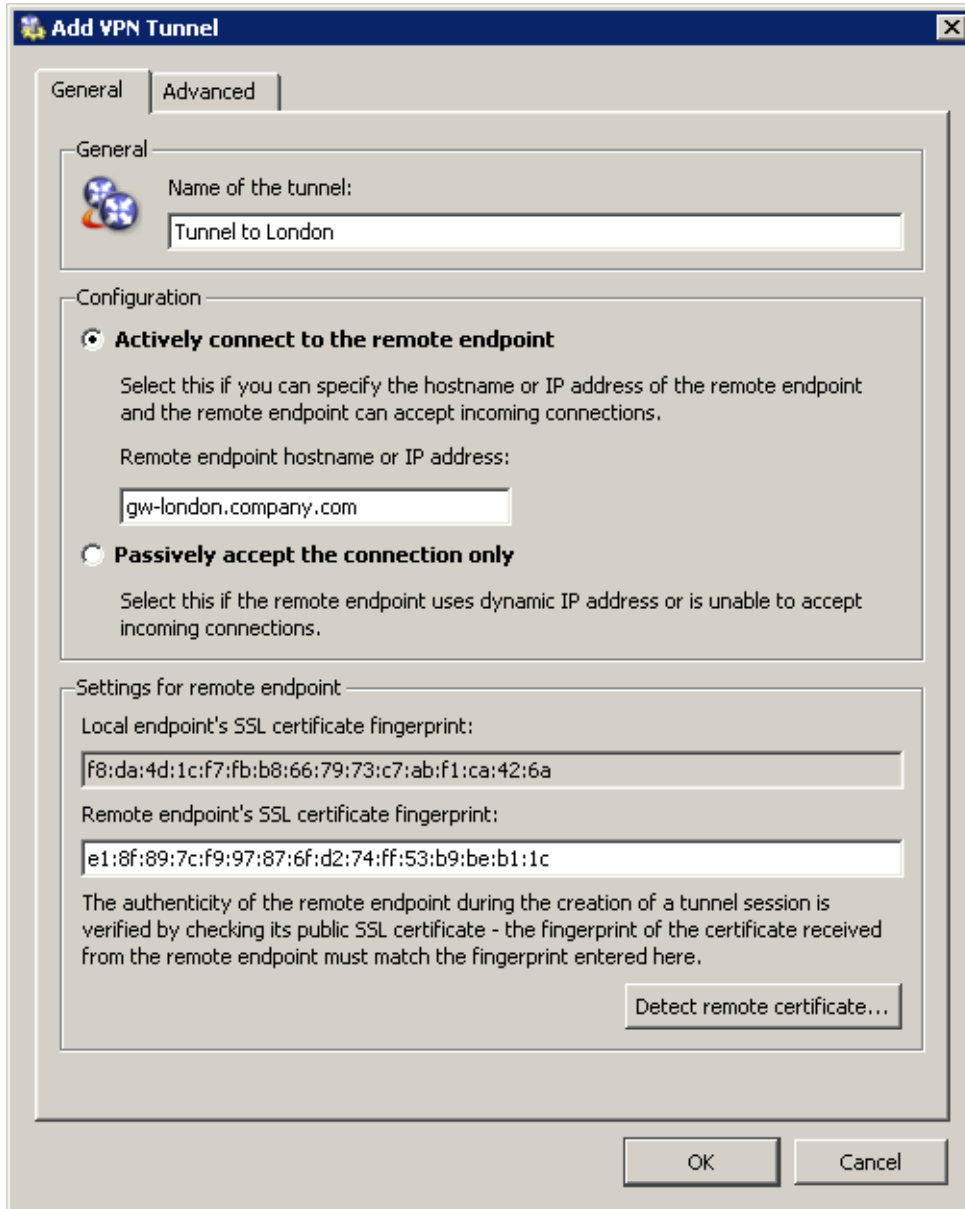 Add VPN Tunnel
General
Advanced
General
Name of the tunnel:
Tunnel to London
Configuration
Actively connect to the remote endpoint
Select this if you can specify the hostname or IP address of the remote endpoint
and the remote endpoint can accept incoming connections.
Remote endpoint hostname or IP address:
gw-london.company.com
Passively accept the connection only
Select this if the remote endpoint uses dynamic IP address or is unable to accept
incoming connections.
Settings for remote endpoint
Local endpoint's SSL certificate fingerprint:
f8:da:4d:1c:f7:fb:b8:66:79:73:c7:ab:f1:ca:42:6a
Remote endpoint's SSL certificate fingerprint:
e1:8f:89:7c:f9:97:87:6f:d2:74:ff:53:b9:be:b1:1c
The authenticity of the remote endpoint during the creation of a tunnel session is
verified by checking its public SSL certificate - the fingerprint of the certificate received
from the remote endpoint must match the fingerprint entered here.
Detect remote certificate...
OK
Cancel